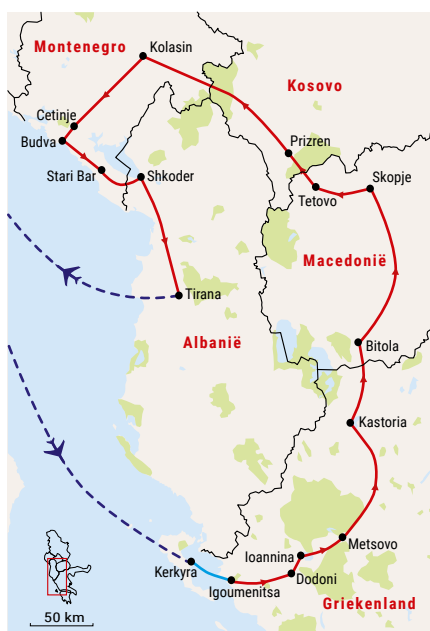 Montenegro
Kolasin
Kosovo
Cetinje
Budva
Prizren
Stari Bar
Shkoder
Tetovo
Skopje
Macedonië
Tirana
Albanië
Bitola
Kastoria
Metsovo
Ioannina
Kerkyra
Dodoni
Igoumenitsa
Griekenland
50 km